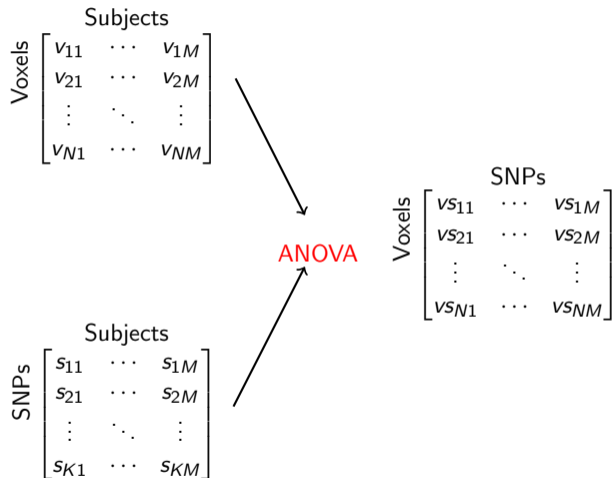 Subjects
Voxels
v11 ⋯ v1M
v21 ⋯ v2M
⋮ ⋱ ⋮
vN1 ⋯ vNM
ANOVA
SNPs
Voxels
vs11 ⋯ vs1M
vs21 ⋯ vs2M
⋮ ⋱ ⋮
vsN1 ⋯ vsNM
Subjects
SNPs
s11 ⋯ s1M
s21 ⋯ s2M
⋮ ⋱ ⋮
sK1 ⋯ sKM